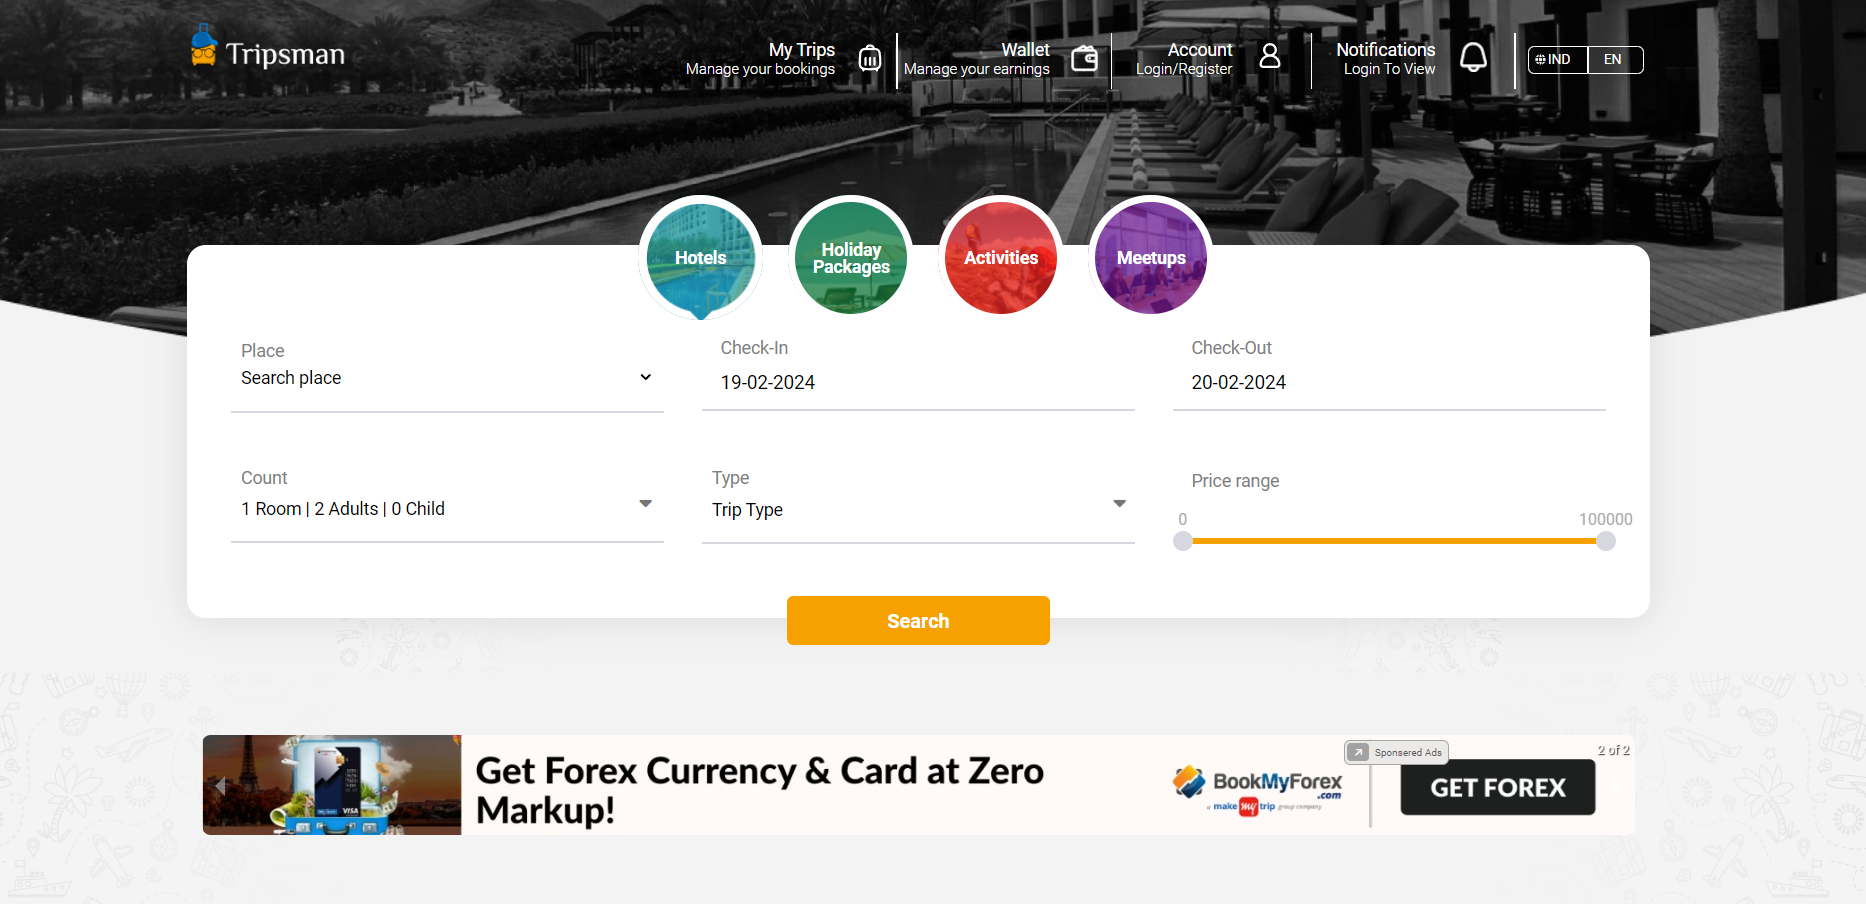 Tripsman
My Trips
Manage your bookings
Wallet
Manage your earnings
Account
Login/Register
Notifications
Login To View
IND
EN
Hotels
Holiday
Packages
Activities
Meetups
Place
Search place
Check-In
19-02-2024
Check-Out
20-02-2024
Count
1 Room | 2 Adults | 0 Child
Type
Trip Type
Price range
0
100000
Search
Get Forex Currency & Card at Zero
Markup!
VISA
BookMyForex
.com
a make my trip group company
Sponsered Ads
2 of 2
GET FOREX